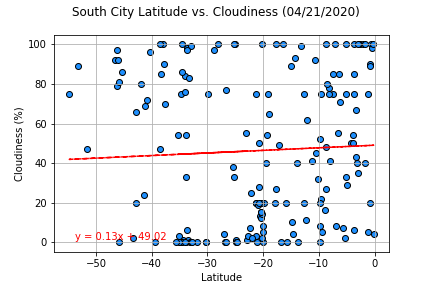 South City Latitude vs. Cloudiness (04/21/2020)
Cloudiness (%)
100
80
60
40
20
0
y = 0.13x + 49.02
−50 −40 −30 −20 −10 0
Latitude